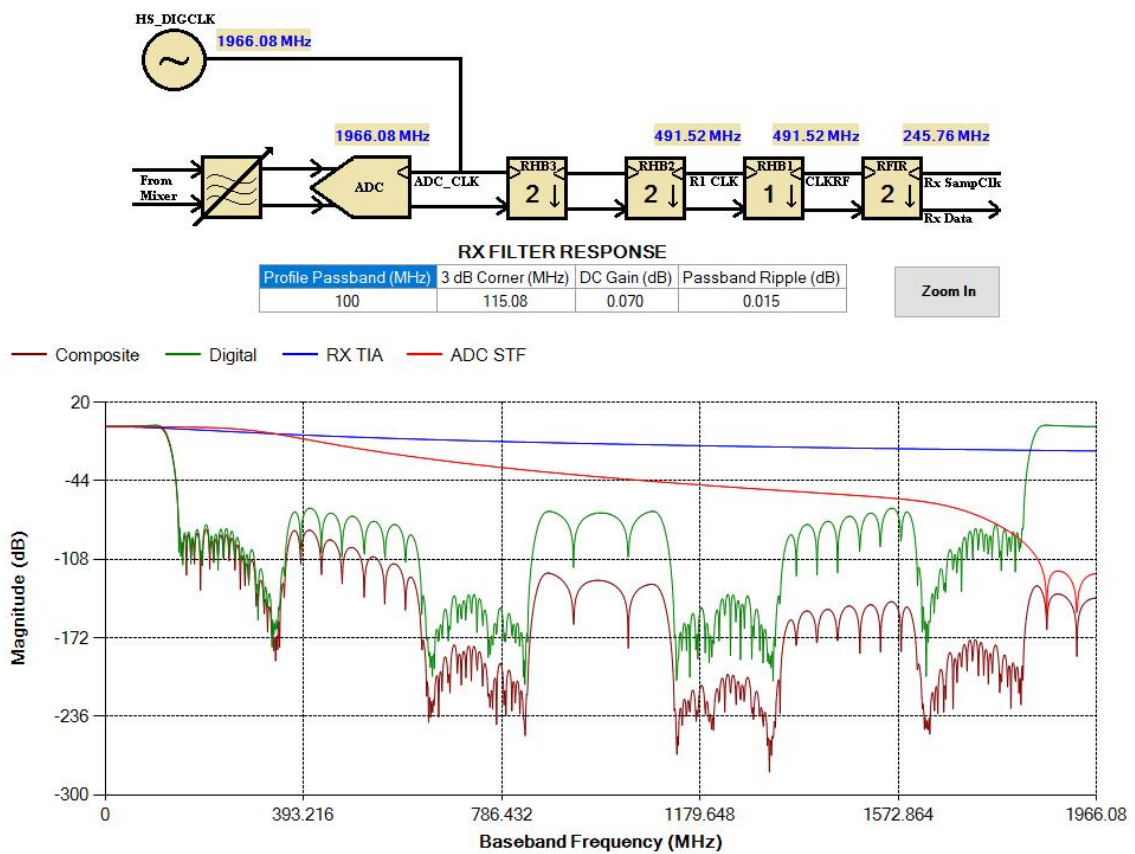 HS_DIGCLK
1966.08 MHz
1966.08 MHz
491.52 MHz
491.52 MHz
245.76 MHz
From
Mixer
ADC
ADC_CLK
RHB3
2↓
RHB2
2↓
R1 CLK
RHB1
1↓
CLKRF
RFIR
2↓
Rx SampClk
Rx Data
RX FILTER RESPONSE
Profile Passband (MHz) 3 dB Corner (MHz) DC Gain (dB) Passband Ripple (dB)
100 115.08 0.070 0.015
Zoom In
Composite Digital RX TIA ADC STF
Magnitude (dB)
20
-44
-108
-172
-236
-300
0 393.216 786.432 1179.648 1572.864 1966.08
Baseband Frequency (MHz)